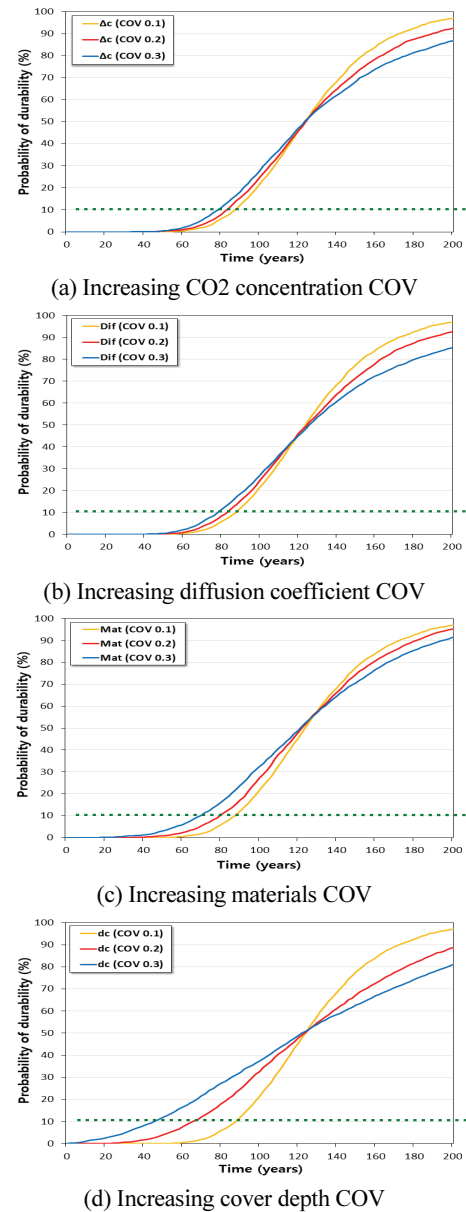 100
90
80
70
60
50
40
30
20
10
0
Probability of durability (%)
Δc (COV 0.1)
Δc (COV 0.2)
Δc (COV 0.3)
0 20 40 60 80 100 120 140 160 180 200
Time (years)
(a) Increasing CO2 concentration COV
100
90
80
70
60
50
40
30
20
10
0
Probability of durability (%)
Dif (COV 0.1)
Dif (COV 0.2)
Dif (COV 0.3)
0 20 40 60 80 100 120 140 160 180 200
Time (years)
(b) Increasing diffusion coefficient COV
100
90
80
70
60
50
40
30
20
10
0
Probability of durability (%)
Mat (COV 0.1)
Mat (COV 0.2)
Mat (COV 0.3)
0 20 40 60 80 100 120 140 160 180 200
Time (years)
(c) Increasing materials COV
100
90
80
70
60
50
40
30
20
10
0
Probability of durability (%)
dc (COV 0.1)
dc (COV 0.2)
dc (COV 0.3)
0 20 40 60 80 100 120 140 160 180 200
Time (years)
(d) Increasing cover depth COV